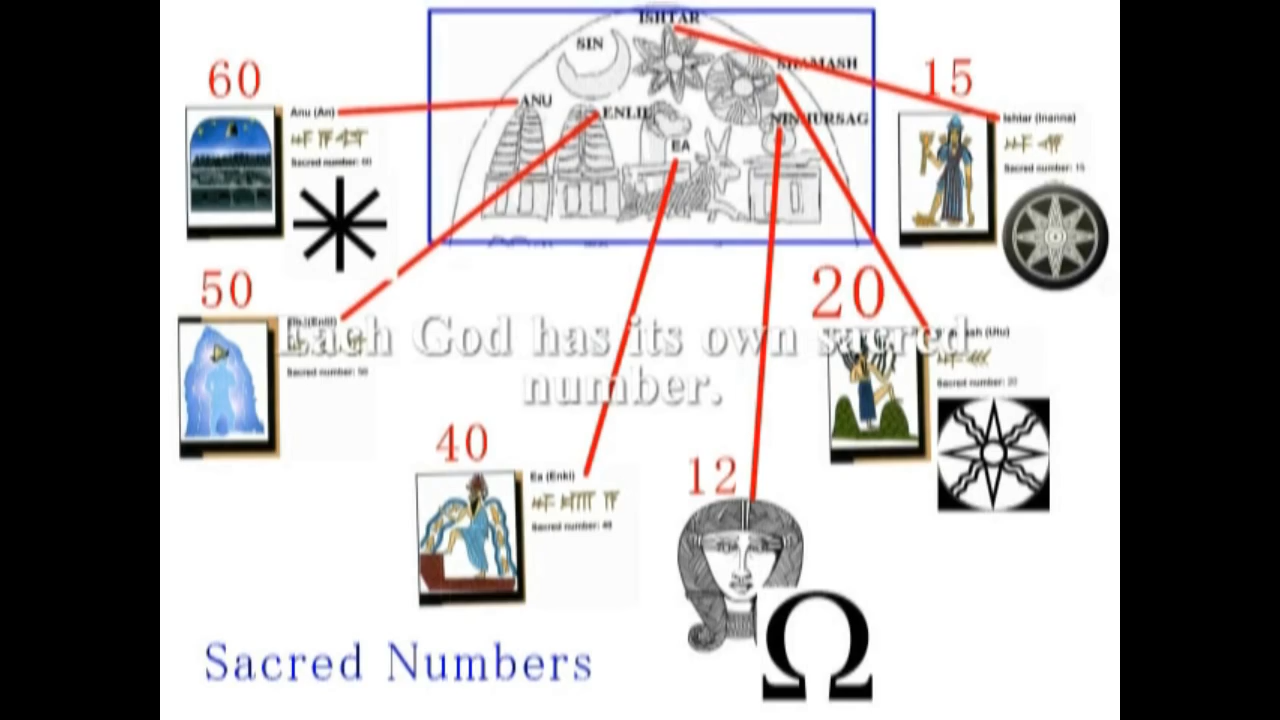 ISHTAR
SIN
SHAMASH
ANU
ENLIL
NINHURSAG
EA
60
Anu (An)
Sacred number: 60
15
Ishtar (Inanna)
Sacred number: 15
50
Sacred number: 50
20
Sacred number: 20
Each God has its own sacred
number.
40
Ea (Enki)
Sacred number: 40
12
Ω
Sacred Numbers